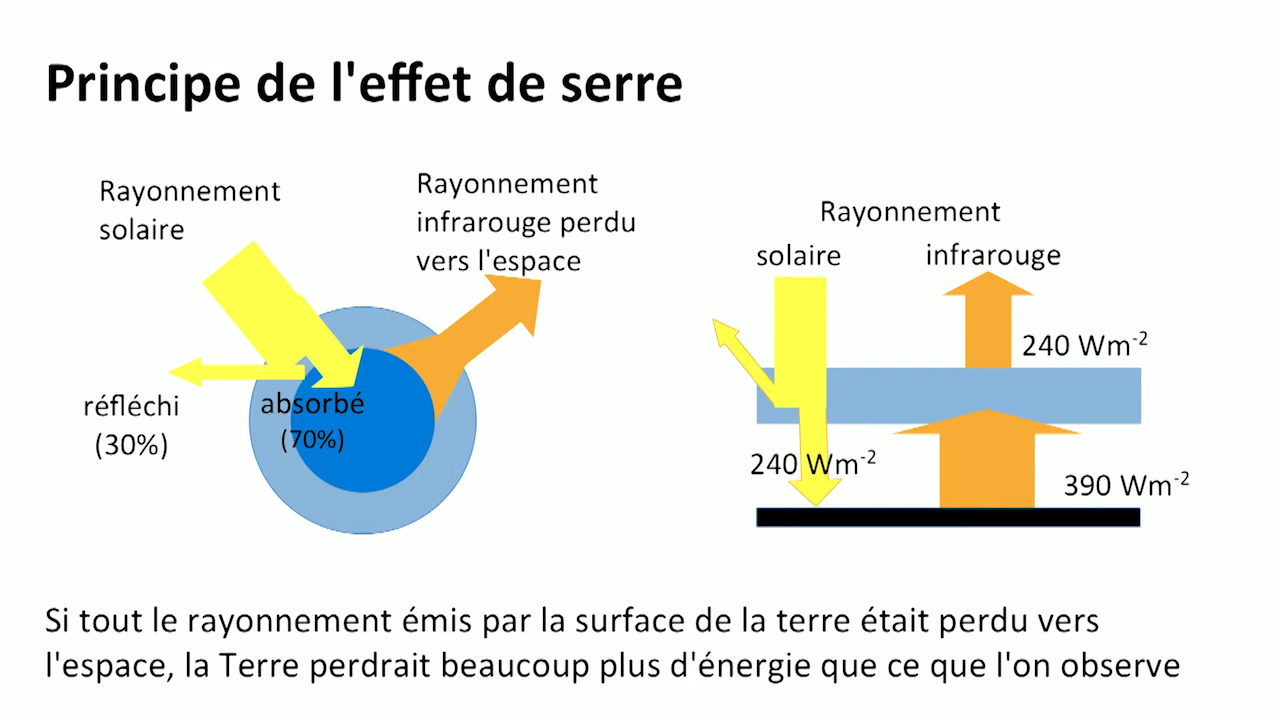 Principe de l'effet de serre
Rayonnement
solaire
Rayonnement
infrarouge perdu
vers l'espace
réfléchi
(30%)
absorbé
(70%)
Rayonnement
solaire
infrarouge
240 Wm-2
240 Wm-2
390 Wm-2
Si tout le rayonnement émis par la surface de la terre était perdu vers
l'espace, la Terre perdrait beaucoup plus d'énergie que ce que l'on observe